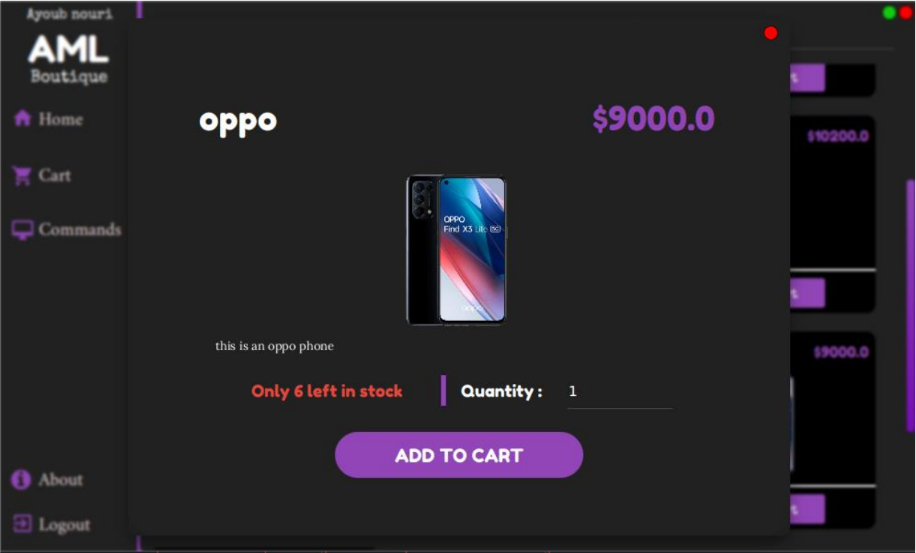 Ayoub nouri
AML
Boutique
Home
Cart
Commands
About
Logout
oppo
$9000.0
OPPO
Find X3 Lite 5G
this is an oppo phone
Only 6 left in stock
Quantity :
1
ADD TO CART
$10200.0
$9000.0